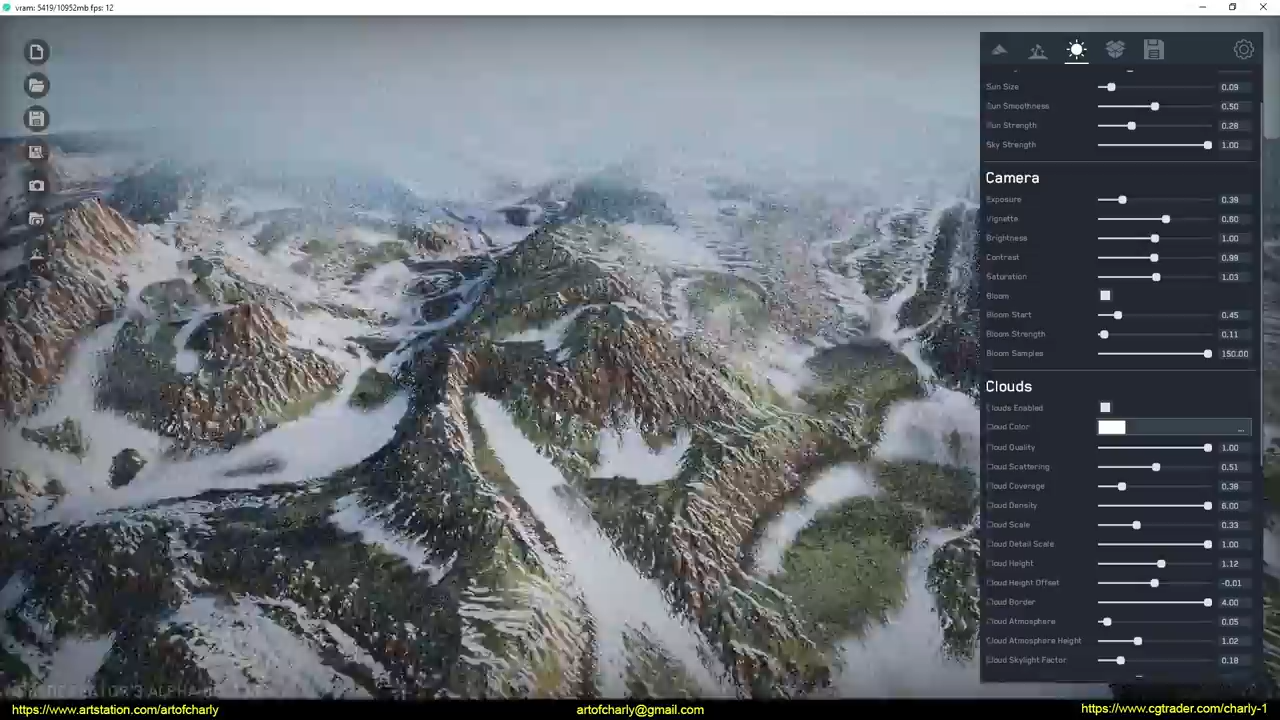 vram: 5419/10952mb fps: 12
Sun Size 0.09
Sun Smoothness 0.50
Sun Strength 0.26
Sky Strength 1.00
Camera
Exposure 0.39
Vignette 0.60
Brightness 1.00
Contrast 0.99
Saturation 1.03
Bloom
Bloom Start 0.45
Bloom Strength 0.11
Bloom Samples 150.00
Clouds
Clouds Enabled
Cloud Color ...
Cloud Quality 1.00
Cloud Scattering 0.51
Cloud Coverage 0.38
Cloud Density 6.00
Cloud Scale 0.33
Cloud Detail Scale 1.00
Cloud Height 1.12
Cloud Height Offset -0.01
Cloud Border 4.00
Cloud Atmosphere 0.05
Cloud Atmosphere Height 1.02
Cloud Skylight Factor 0.18
ALPHA
https://www.artstation.com/artofcharly
artofcharly@gmail.com
https://www.cgtrader.com/charly-1